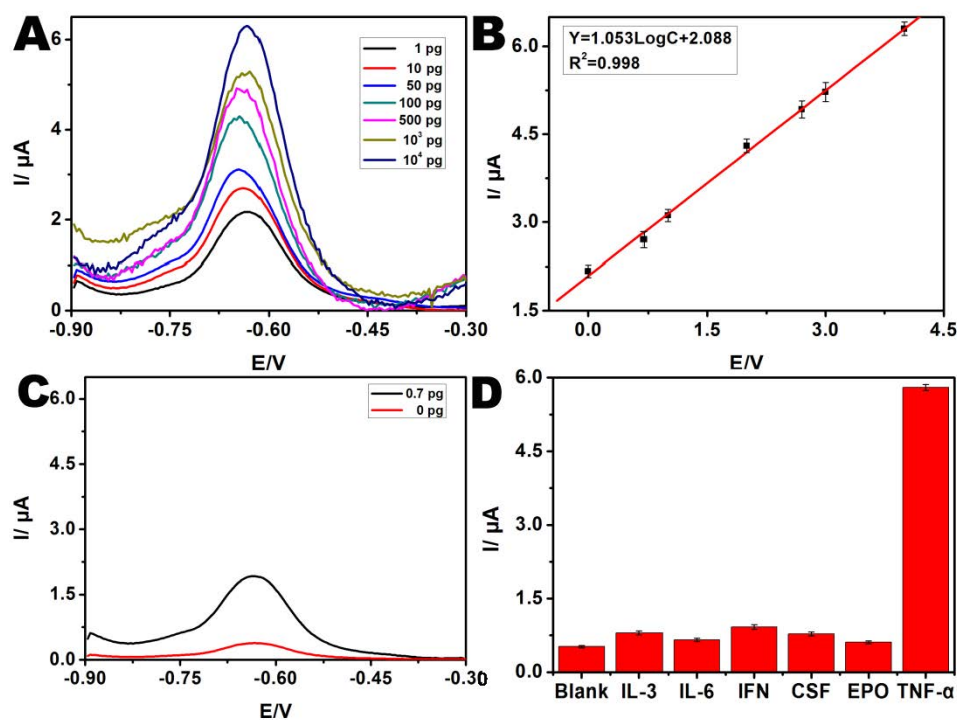 A
I/ µA
6
4
2
0
1 pg
10 pg
50 pg
100 pg
500 pg
10³ pg
10⁴ pg
-0.90 -0.75 -0.60 -0.45 -0.30
E/V
B
I/ µA
6.0
4.5
3.0
1.5
Y=1.053LogC+2.088
R²=0.998
0.0 1.5 3.0 4.5
E/V
C
I/ µA
6.0
4.5
3.0
1.5
0.0
0.7 pg
0 pg
-0.90 -0.75 -0.60 -0.45 -0.30
E/V
D
I/ µA
6.0
4.5
3.0
1.5
0.0
Blank IL-3 IL-6 IFN CSF EPO TNF-α